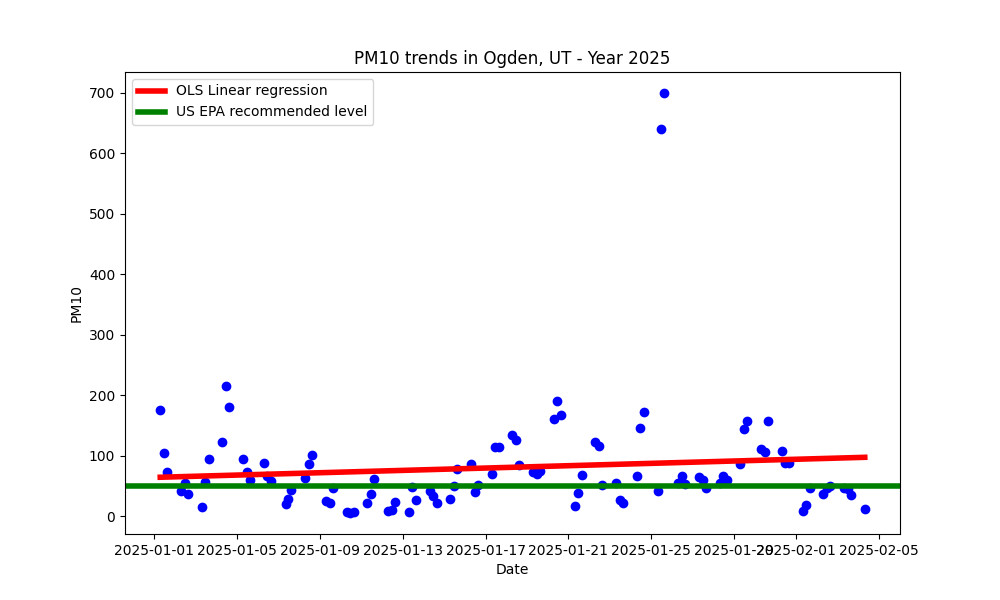 PM10 trends in Ogden, UT - Year 2025
OLS Linear regression
US EPA recommended level
700
600
500
400
300
200
100
0
PM10
2025-01-01 2025-01-05 2025-01-09 2025-01-13 2025-01-17 2025-01-21 2025-01-25 2025-01-29 2025-02-01 2025-02-05
Date